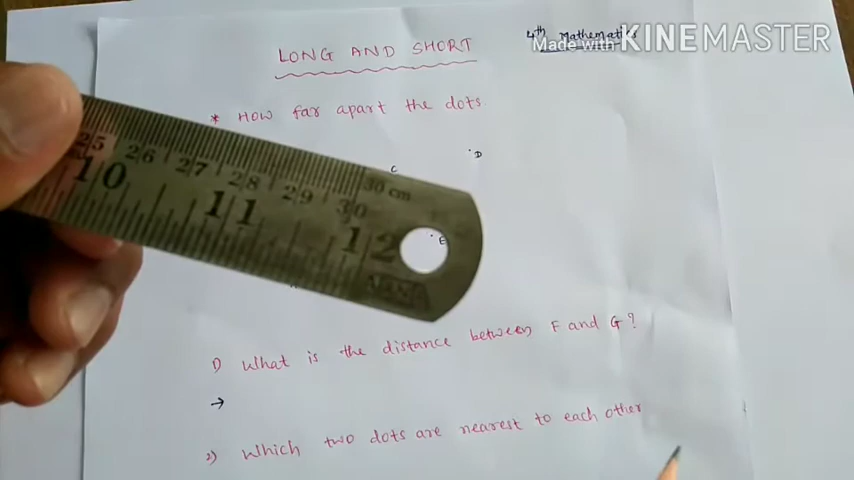 4th Mathematics
Made with KINEMASTER
LONG AND SHORT
* How far apart the dots
D
C
E
25 26 27 28 29 30 30 cm
10 11 12
1) What is the distance between F and G?
→
2) Which two dots are nearest to each other